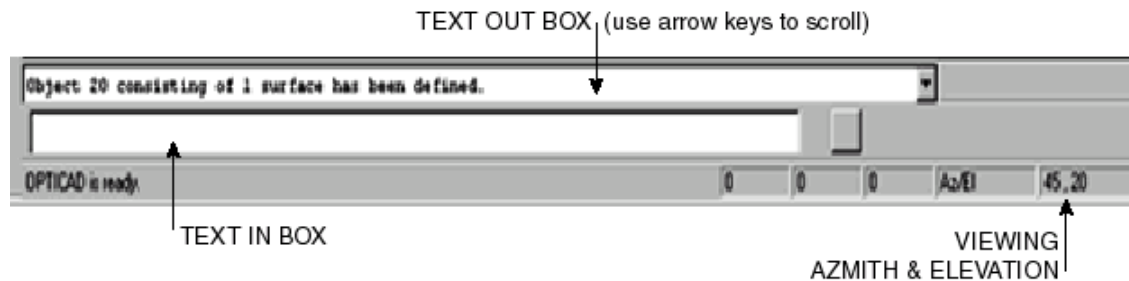 TEXT OUT BOX (use arrow keys to scroll)
Object 20 consisting of 1 surface has been defined.
OPTICAD is ready.
0 0 0 Az/El 45,20
TEXT IN BOX
VIEWING
AZMITH & ELEVATION